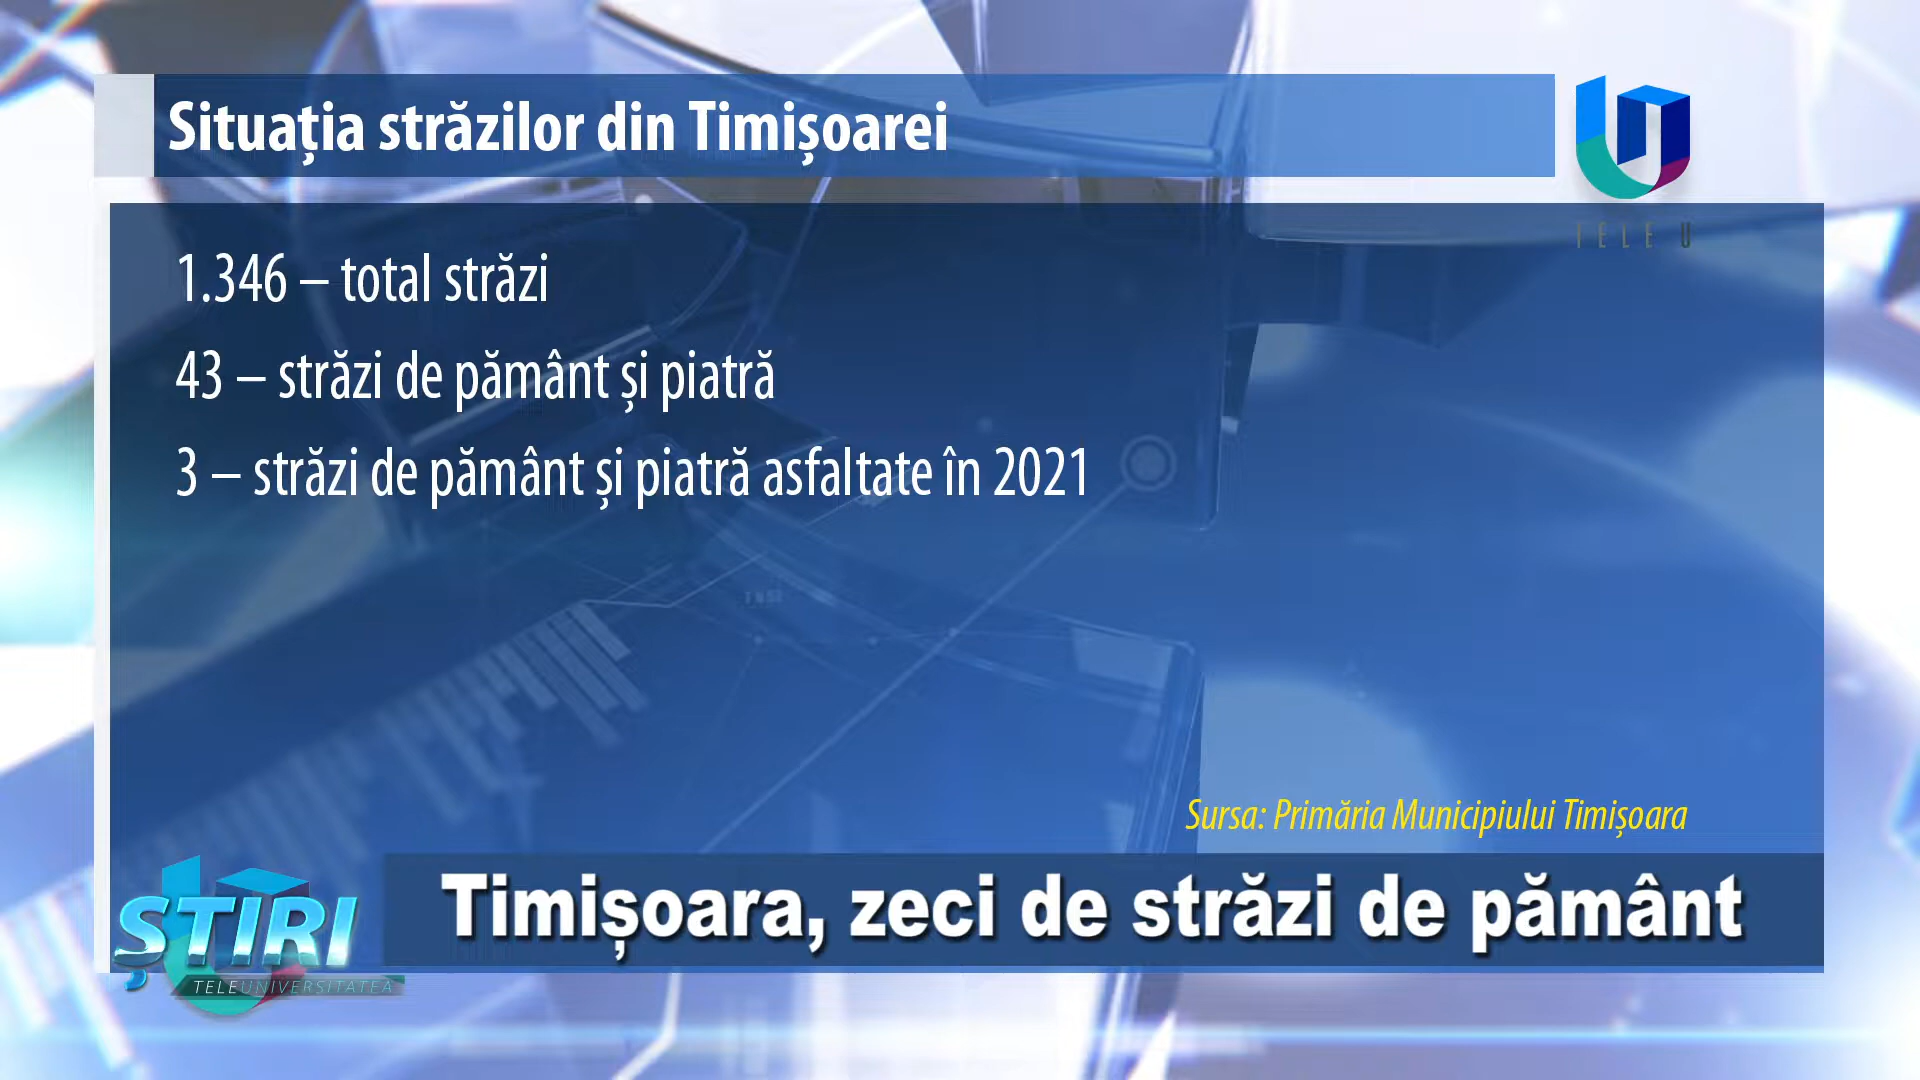 Situația străzilor din Timișoarei
TELE U
1.346 – total străzi
43 – străzi de pământ și piatră
3 – străzi de pământ și piatră asfaltate în 2021
Sursa: Primăria Municipiului Timișoara
Timișoara, zeci de străzi de pământ
ȘTIRI
TELEUNIVERSITATEA